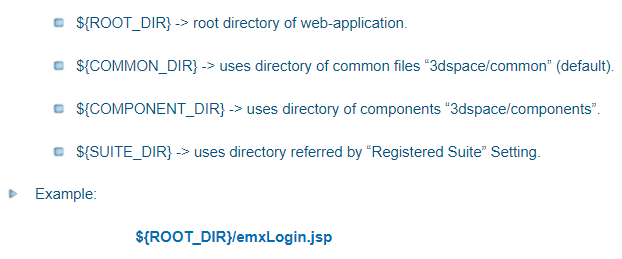 ${ROOT_DIR} -> root directory of web-application.
${COMMON_DIR} -> uses directory of common files “3dspace/common” (default).
${COMPONENT_DIR} -> uses directory of components “3dspace/components”.
${SUITE_DIR} -> uses directory referred by “Registered Suite” Setting.
Example:
${ROOT_DIR}/emxLogin.jsp